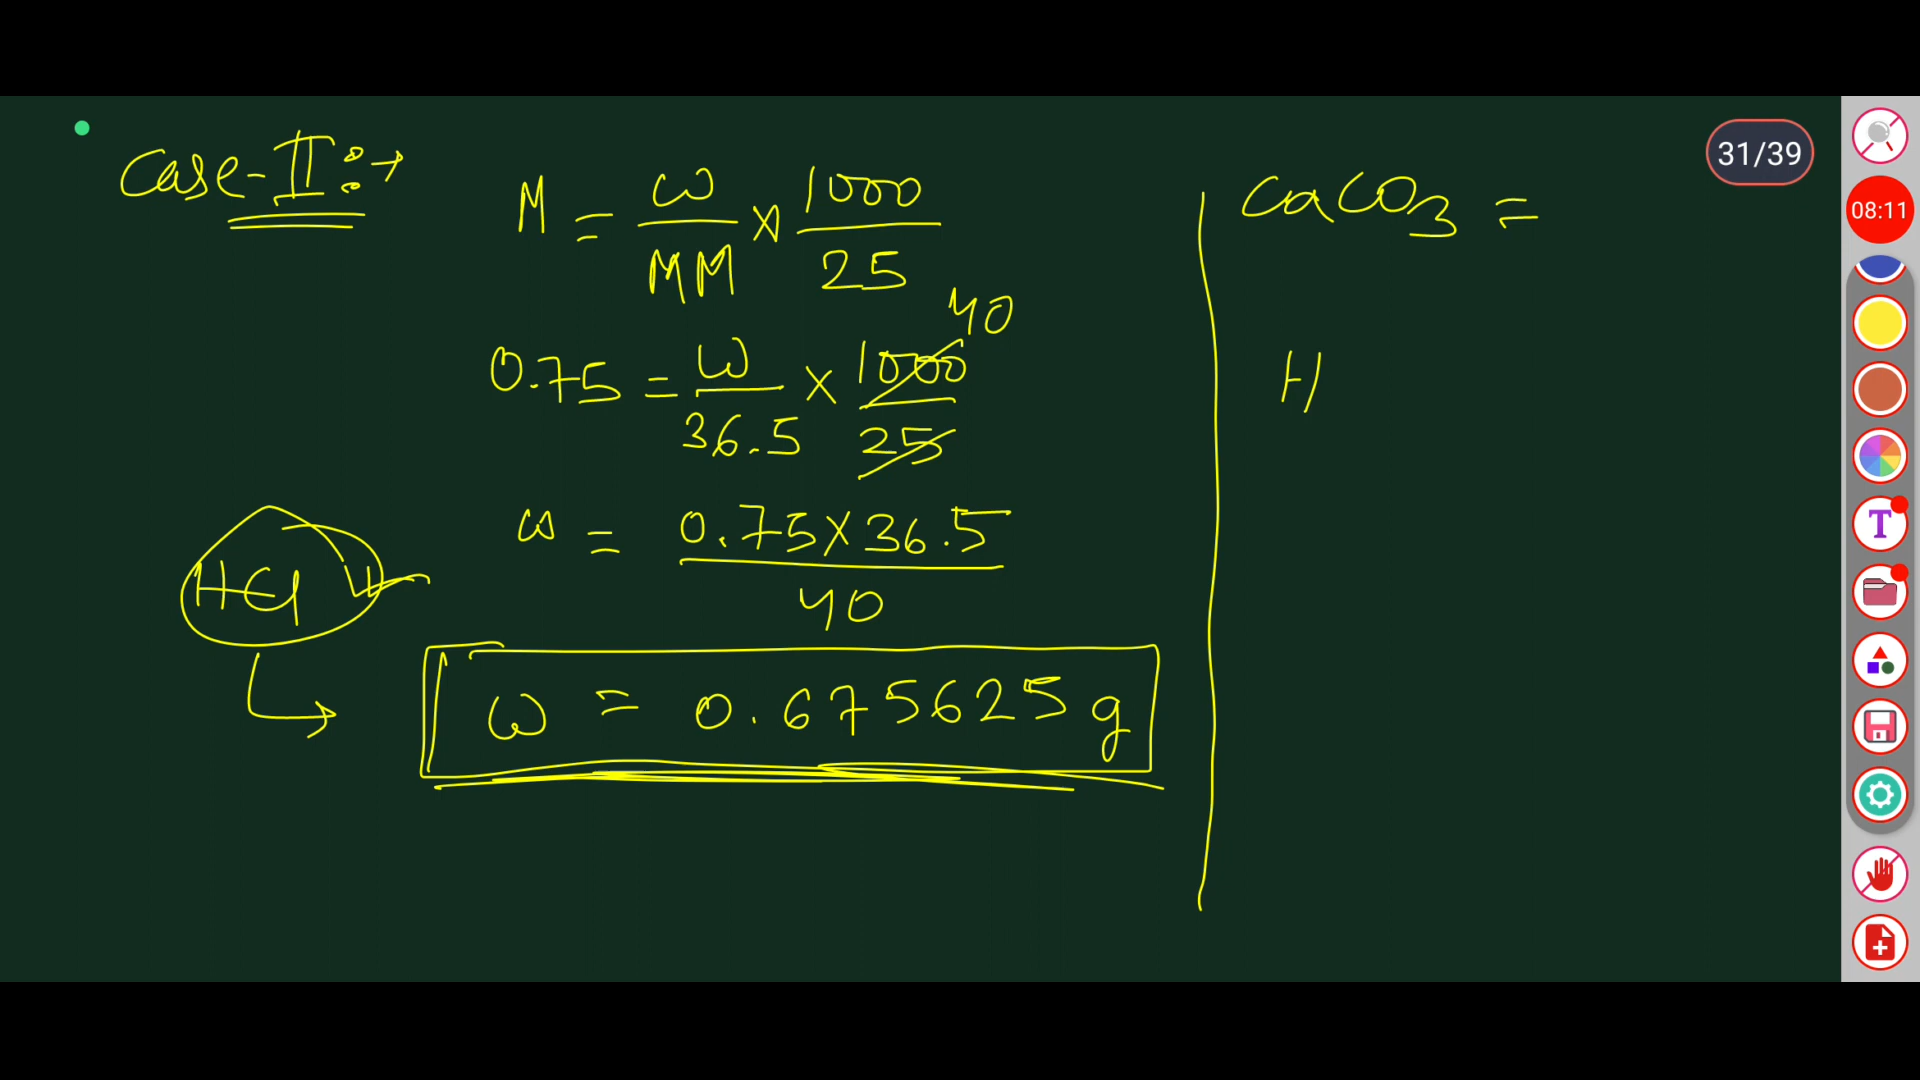 Case-II:→
M = w/MM × 1000/25
0.75 = w/36.5 × 1000/25 40
w = 0.75×36.5/40
HCl
w = 0.675625 g
CaCO3 =
H
31/39
08:11
T